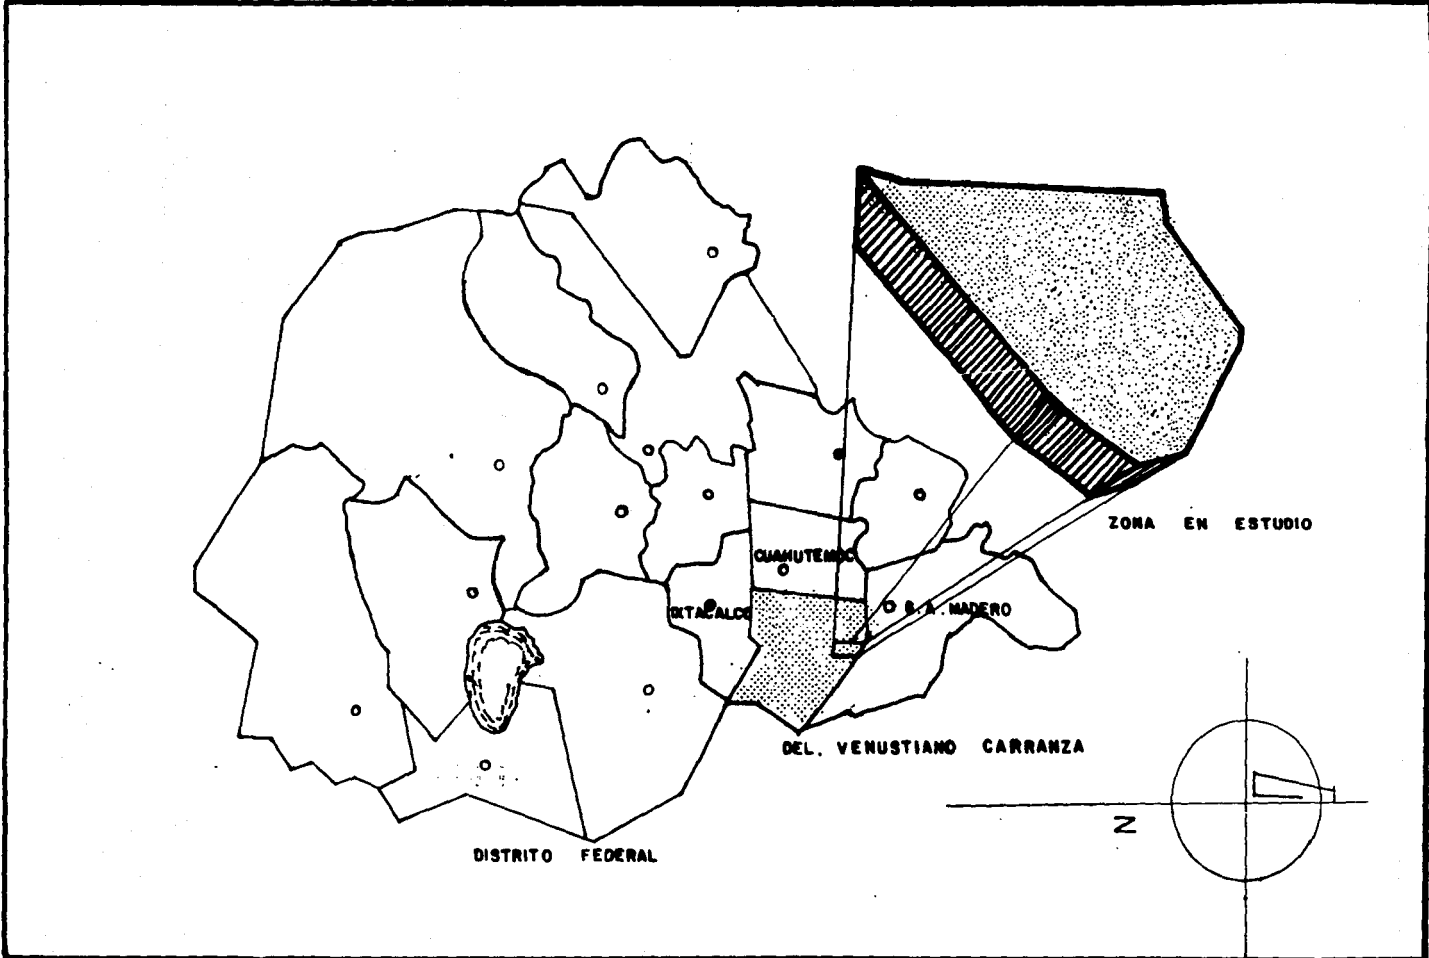 ZONA EN ESTUDIO
CUAHUTEMOC
IXTACALCO
G.A. MADERO
DEL. VENUSTIANO CARRANZA
N
DISTRITO FEDERAL